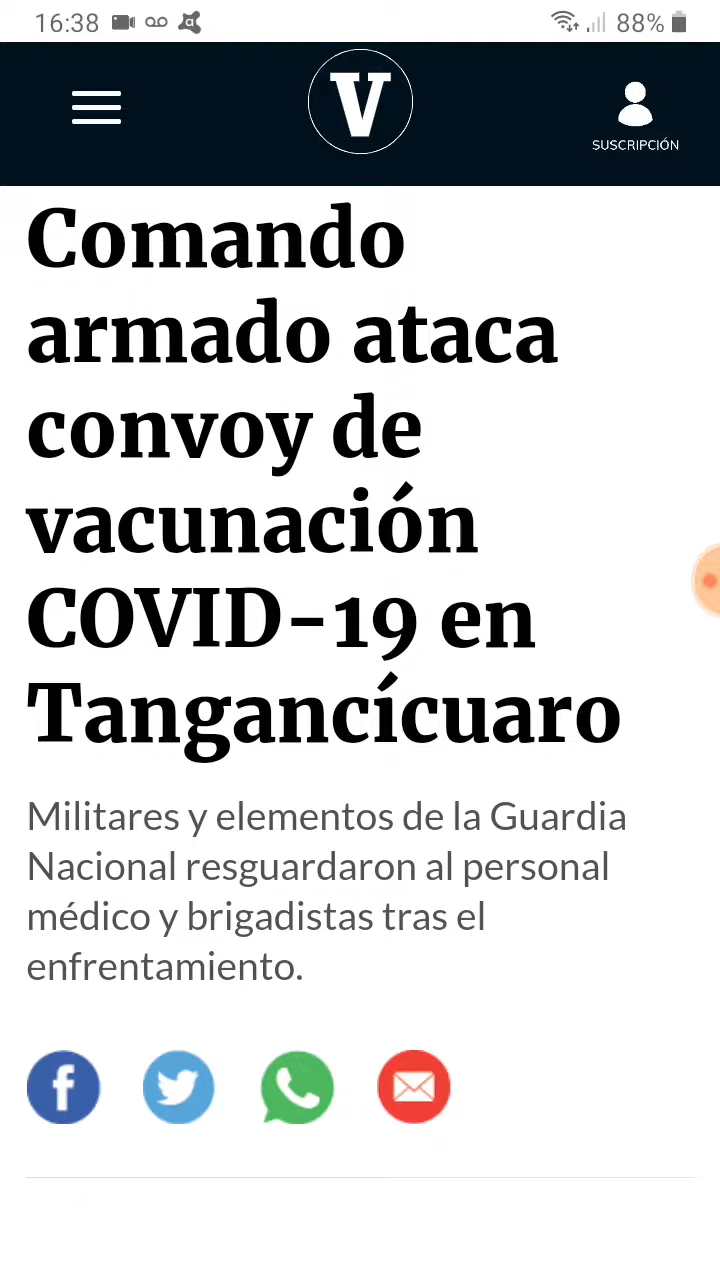 16:38
88%
V
SUSCRIPCIÓN
Comando
armado ataca
convoy de
vacunación
COVID-19 en
Tangancícuaro
Militares y elementos de la Guardia
Nacional resguardaron al personal
médico y brigadistas tras el
enfrentamiento.